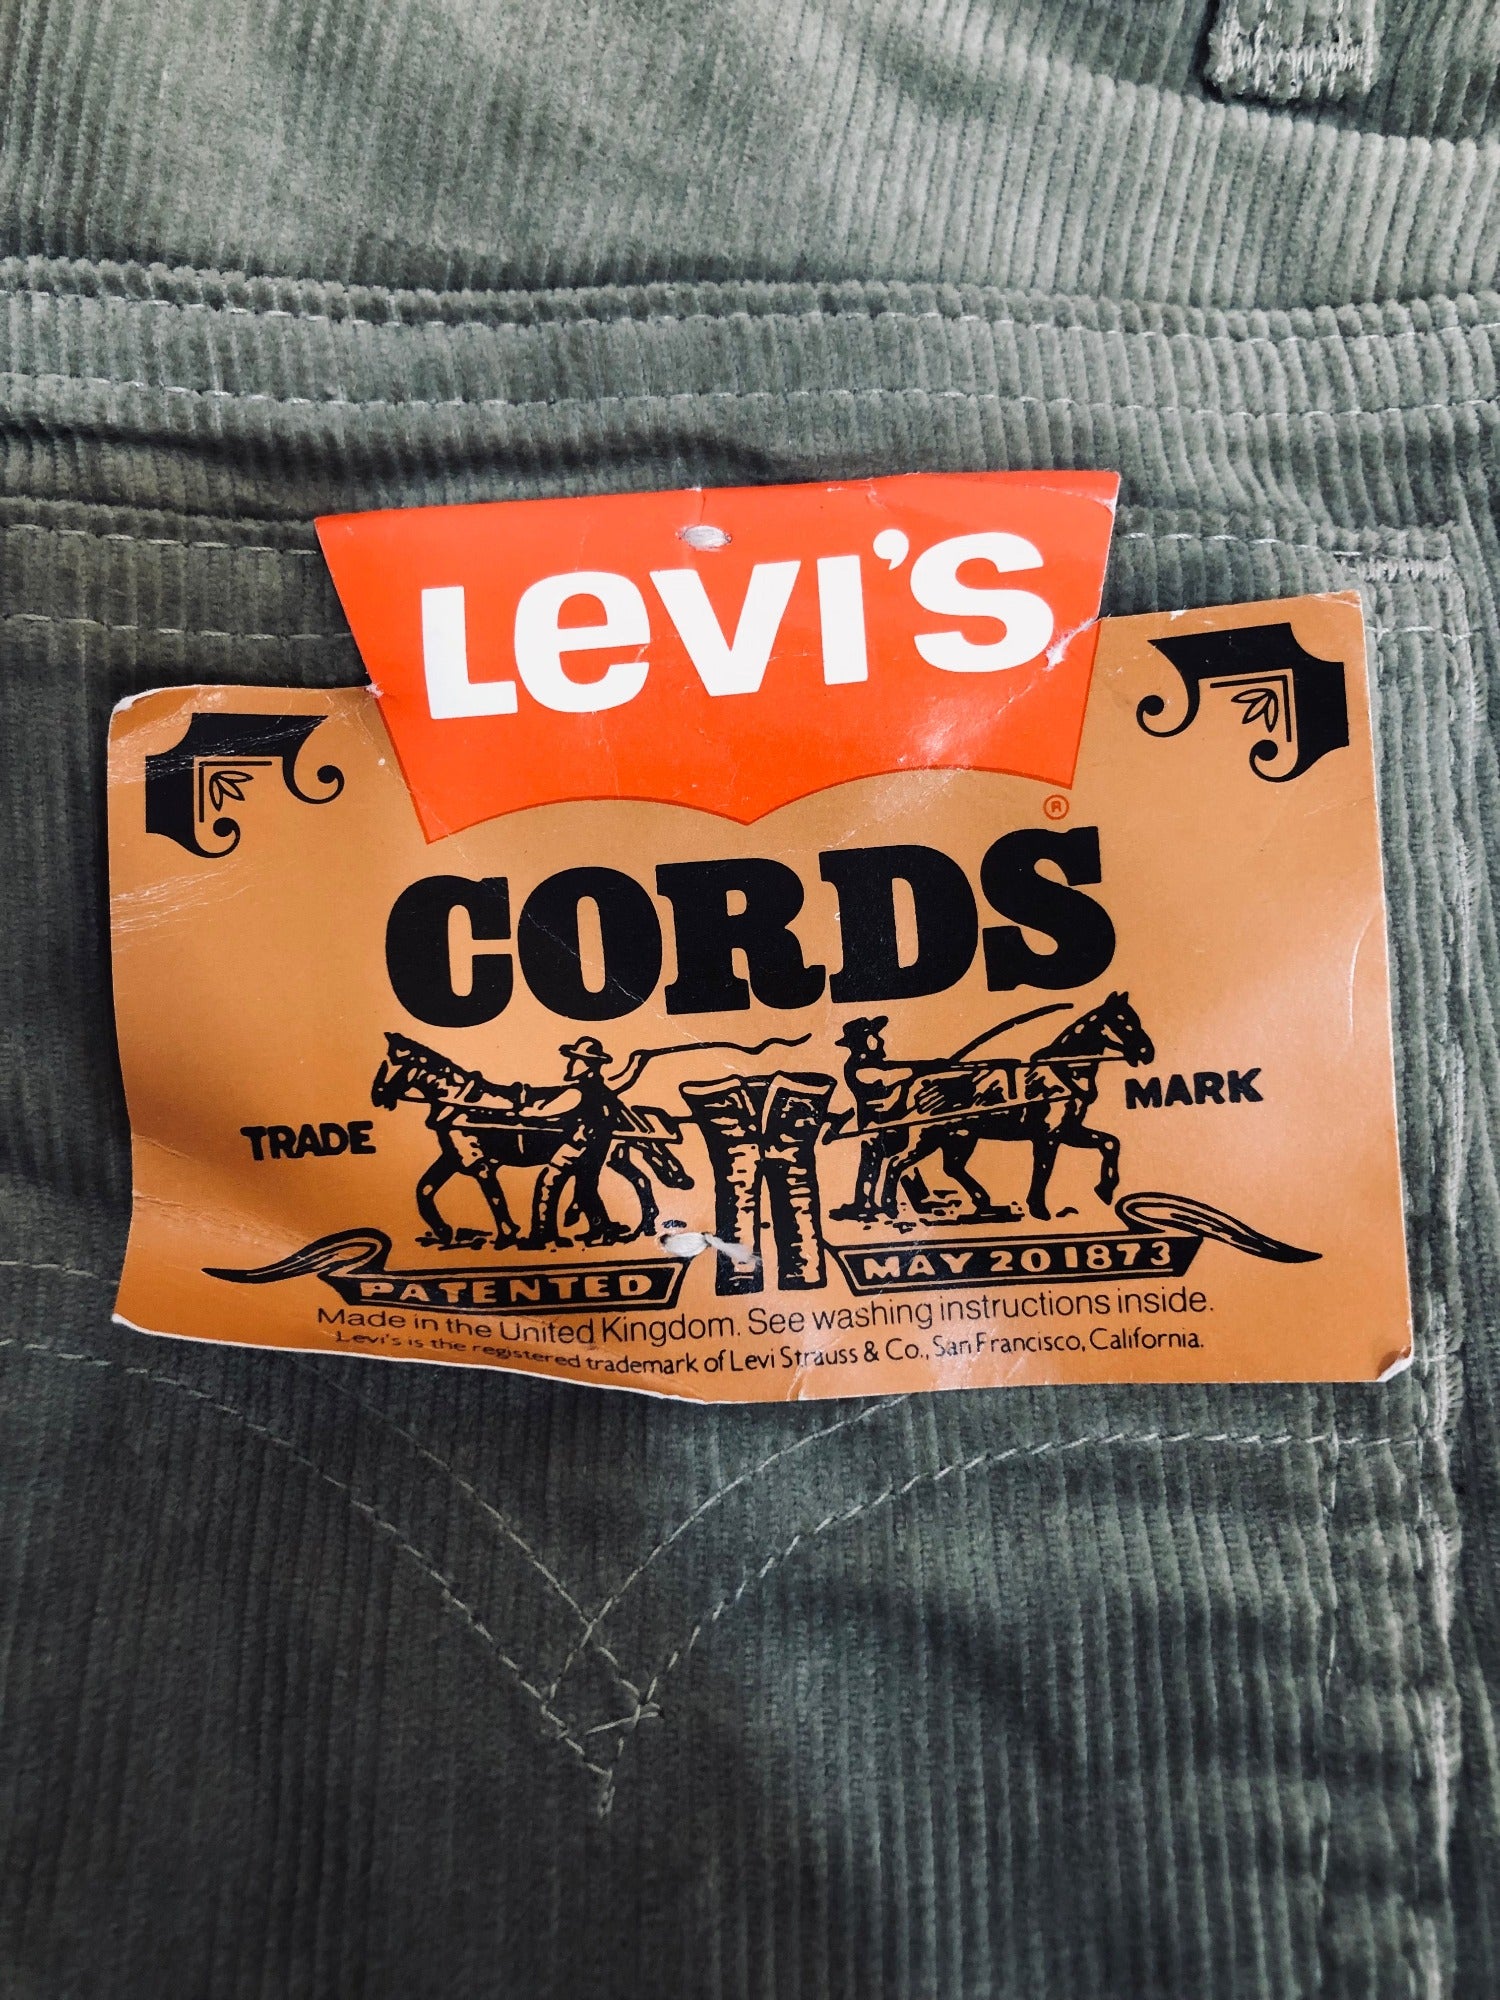 Levi's
®
CORDS
TRADE MARK
PATENTED MAY 20 1873
Made in the United Kingdom. See washing instructions inside.
Levi's is the registered trademark of Levi Strauss & Co., San Francisco, California.